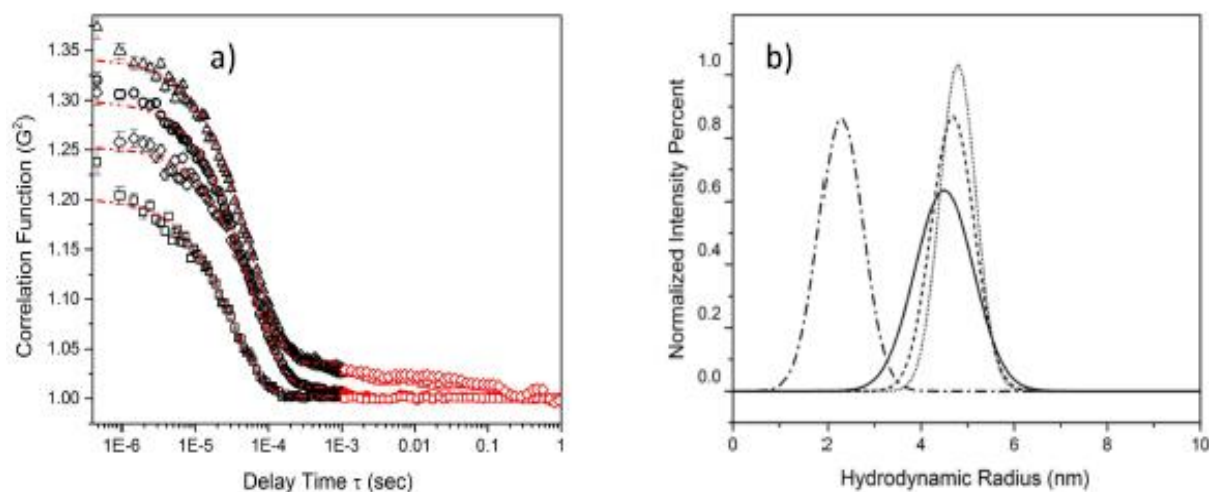 a)
Correlation Function (G²)
1.35
1.30
1.25
1.20
1.15
1.10
1.05
1.00
1E-6 1E-5 1E-4 1E-3 0.01 0.1 1
Delay Time τ (sec)
b)
Normalized Intensity Percent
1.0
0.8
0.6
0.4
0.2
0.0
0 2 4 6 8 10
Hydrodynamic Radius (nm)